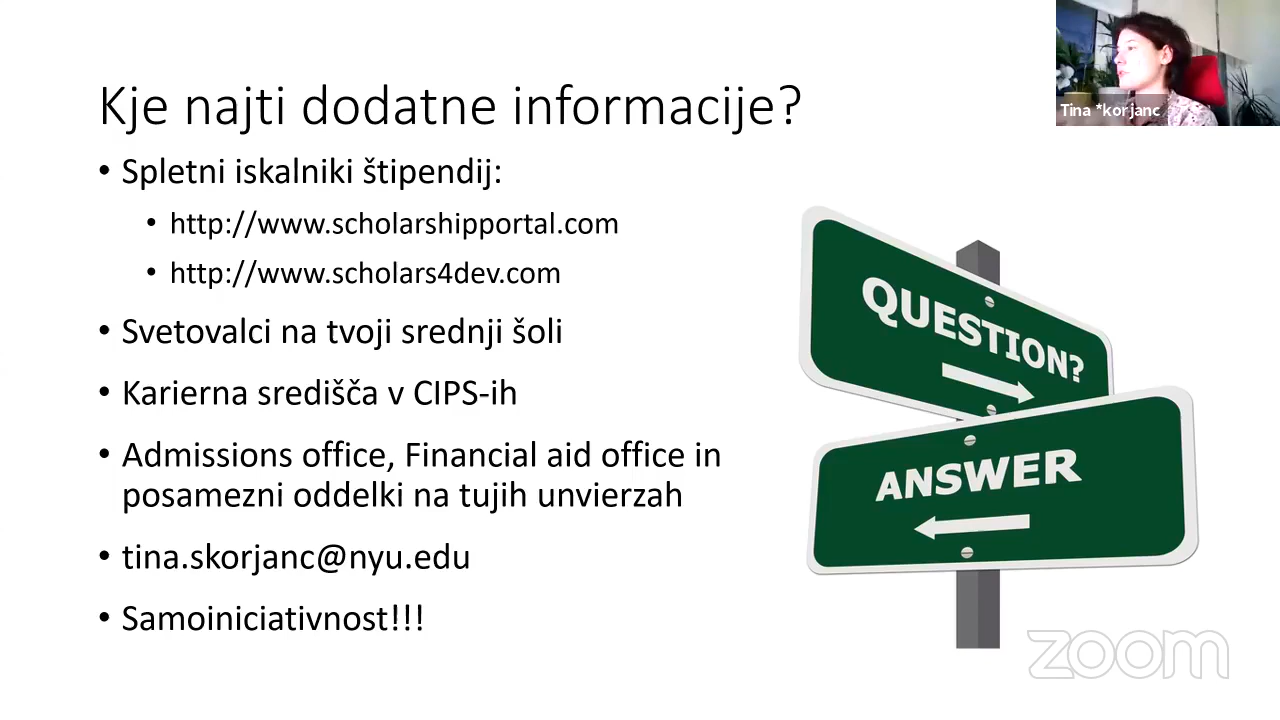 Kje najti dodatne informacije?
• Spletni iskalniki štipendij:
• http://www.scholarshipportal.com
• http://www.scholars4dev.com
• Svetovalci na tvoji srednji šoli
• Karierna središča v CIPS-ih
• Admissions office, Financial aid office in
posamezni oddelki na tujih unvierzah
• tina.skorjanc@nyu.edu
• Samoiniciativnost!!!
Tina *korjanc
QUESTION?
ANSWER
zoom